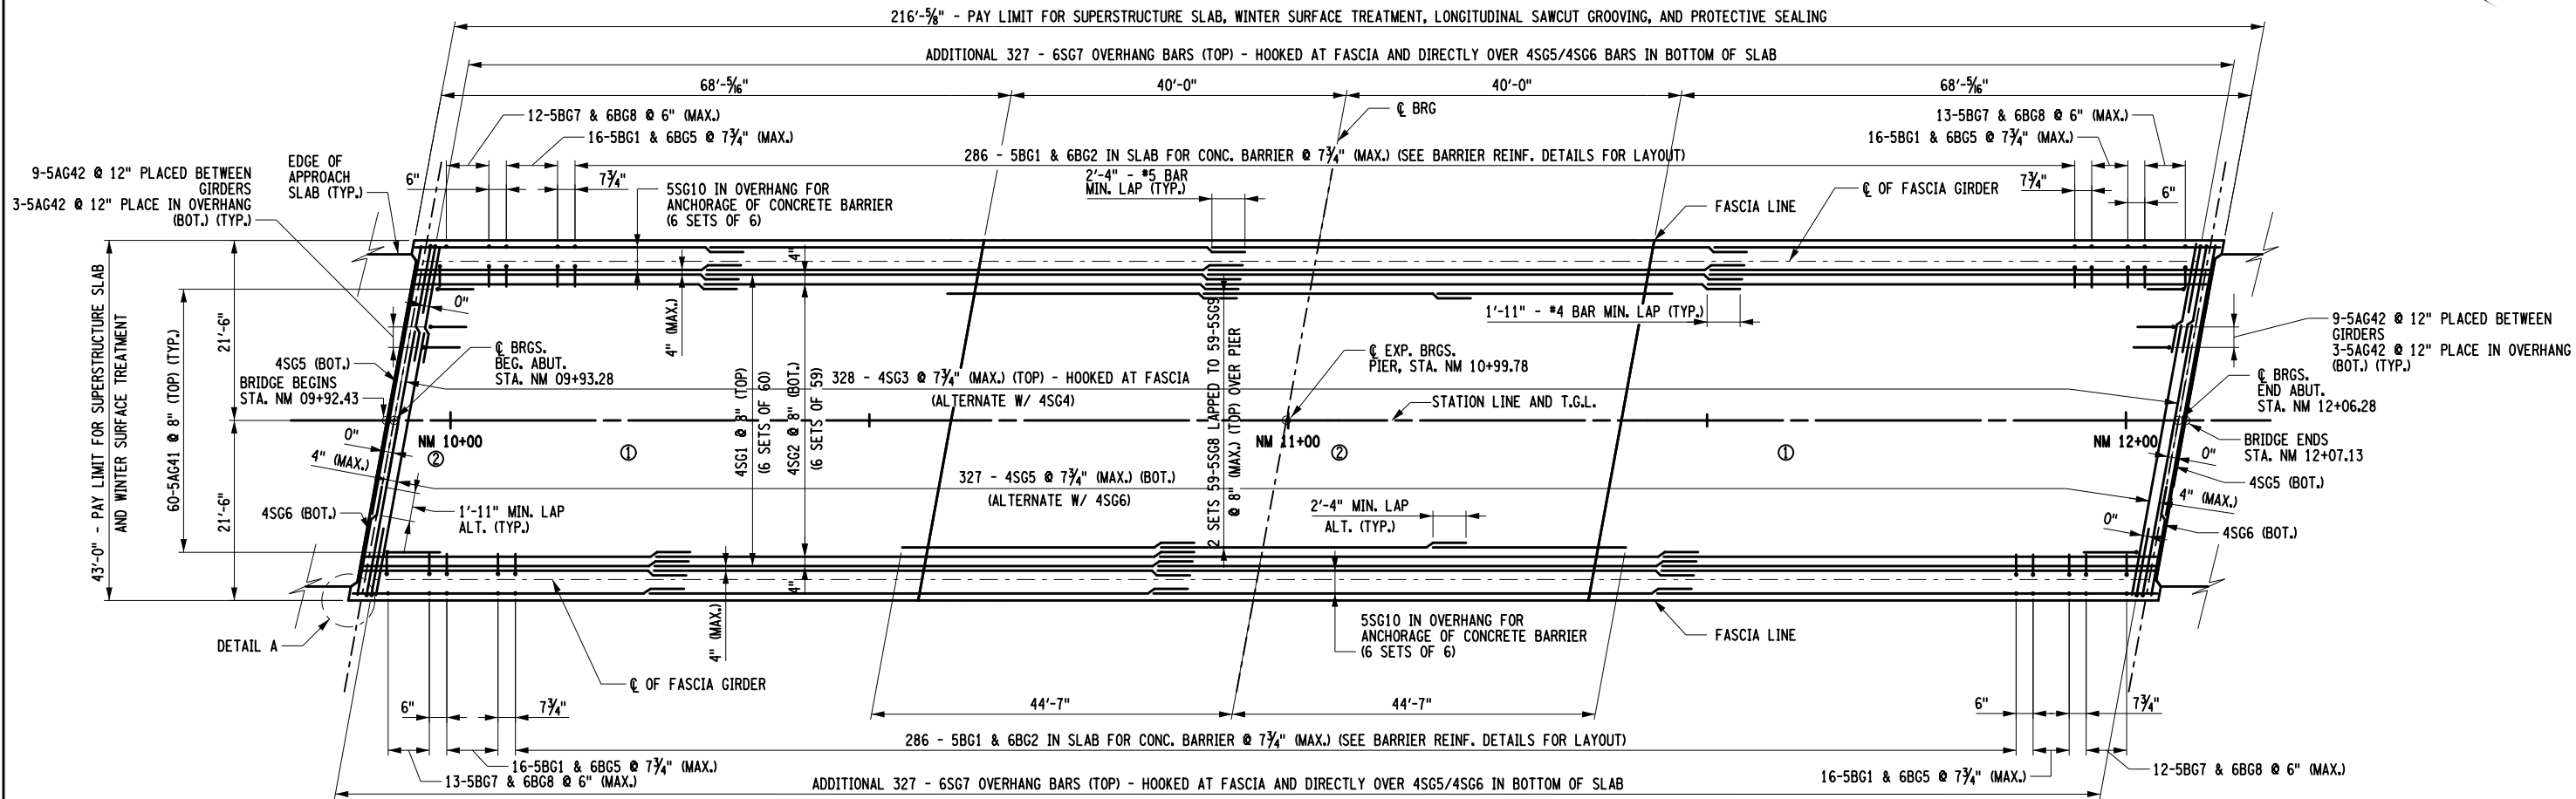 216'-⅝" - PAY LIMIT FOR SUPERSTRUCTURE SLAB, WINTER SURFACE TREATMENT, LONGITUDINAL SAWCUT GROOVING, AND PROTECTIVE SEALING
ADDITIONAL 327 - 6SG7 OVERHANG BARS (TOP) - HOOKED AT FASCIA AND DIRECTLY OVER 4SG5/4SG6 BARS IN BOTTOM OF SLAB
68'-5/16"
40'-0"
40'-0"
68'-5/16"
℄ BRG
12-5BG7 & 6BG8 @ 6" (MAX.)
16-5BG1 & 6BG5 @ 7¾" (MAX.)
13-5BG7 & 6BG8 @ 6" (MAX.)
16-5BG1 & 6BG5 @ 7¾" (MAX.)
286 - 5BG1 & 6BG2 IN SLAB FOR CONC. BARRIER @ 7¾" (MAX.) (SEE BARRIER REINF. DETAILS FOR LAYOUT)
9-5AG42 @ 12" PLACED BETWEEN
GIRDERS
3-5AG42 @ 12" PLACE IN OVERHANG
(BOT.) (TYP.)
EDGE OF
APPROACH
SLAB (TYP.)
6"
7¾"
5SG10 IN OVERHANG FOR
ANCHORAGE OF CONCRETE BARRIER
(6 SETS OF 6)
2'-4" - #5 BAR
MIN. LAP (TYP.)
℄ OF FASCIA GIRDER
FASCIA LINE
7¾"
6"
43'-0" - PAY LIMIT FOR SUPERSTRUCTURE SLAB
AND WINTER SURFACE TREATMENT
60-5AG41 @ 8" (TOP) (TYP.)
21'-6"
21'-6"
0"
4"
4" (MAX.)
1'-11" - #4 BAR MIN. LAP (TYP.)
9-5AG42 @ 12" PLACED BETWEEN
GIRDERS
3-5AG42 @ 12" PLACE IN OVERHANG
(BOT.) (TYP.)
4SG5 (BOT.)
BRIDGE BEGINS
STA. NM 09+92.43
℄ BRGS.
BEG. ABUT.
STA. NM 09+93.28
4SG1 @ 8" (TOP)
(6 SETS OF 60)
4SG2 @ 8" (BOT.)
(6 SETS OF 59)
328 - 4SG3 @ 7¾" (MAX.) (TOP) - HOOKED AT FASCIA
(ALTERNATE W/ 4SG4)
2 SETS 59-5SG8 LAPPED TO 59-5SG9
@ 8" (MAX.) (TOP) OVER PIER
℄ EXP. BRGS.
PIER, STA. NM 10+99.78
STATION LINE AND T.G.L.
℄ BRGS.
END ABUT.
STA. NM 12+06.28
NM 10+00
NM 11+00
NM 12+00
BRIDGE ENDS
STA. NM 12+07.13
0"
4" (MAX.)
②
①
②
①
0"
4SG5 (BOT.)
4" (MAX.)
327 - 4SG5 @ 7¾" (MAX.) (BOT.)
(ALTERNATE W/ 4SG6)
4SG6 (BOT.)
1'-11" MIN. LAP
ALT. (TYP.)
2'-4" MIN. LAP
ALT. (TYP.)
0"
4SG6 (BOT.)
4" (MAX.)
4"
DETAIL A
℄ OF FASCIA GIRDER
5SG10 IN OVERHANG FOR
ANCHORAGE OF CONCRETE BARRIER
(6 SETS OF 6)
FASCIA LINE
6"
7¾"
44'-7"
44'-7"
6"
7¾"
286 - 5BG1 & 6BG2 IN SLAB FOR CONC. BARRIER @ 7¾" (MAX.) (SEE BARRIER REINF. DETAILS FOR LAYOUT)
16-5BG1 & 6BG5 @ 7¾" (MAX.)
13-5BG7 & 6BG8 @ 6" (MAX.)
16-5BG1 & 6BG5 @ 7¾" (MAX.)
12-5BG7 & 6BG8 @ 6" (MAX.)
ADDITIONAL 327 - 6SG7 OVERHANG BARS (TOP) - HOOKED AT FASCIA AND DIRECTLY OVER 4SG5/4SG6 IN BOTTOM OF SLAB